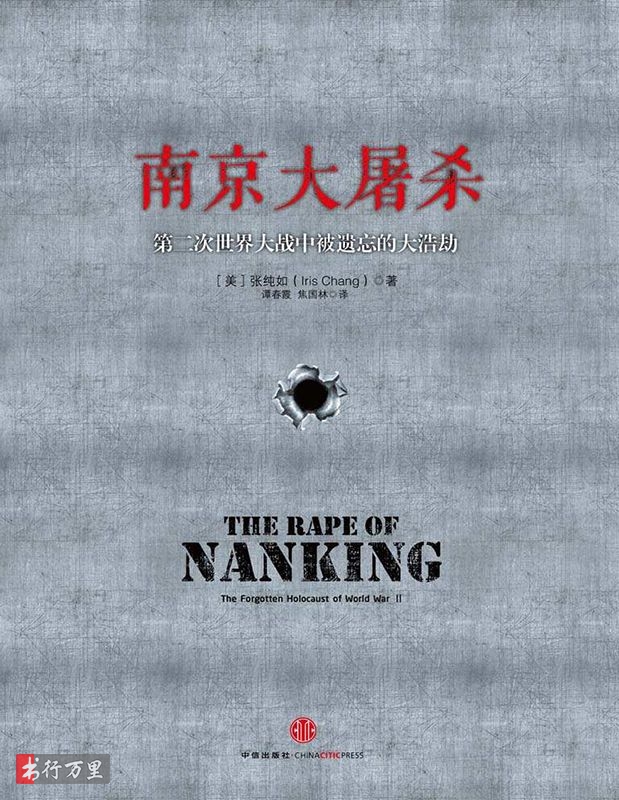 南京大屠杀
第二次世界大战中被遗忘的大浩劫
［美］张纯如（Iris Chang）◎著
谭春霞 焦国林◎译
THE RAPE OF
NANKING
The Forgotten Holocaust of World War II
中信出版社·CHINACITICPRESS
书行万里